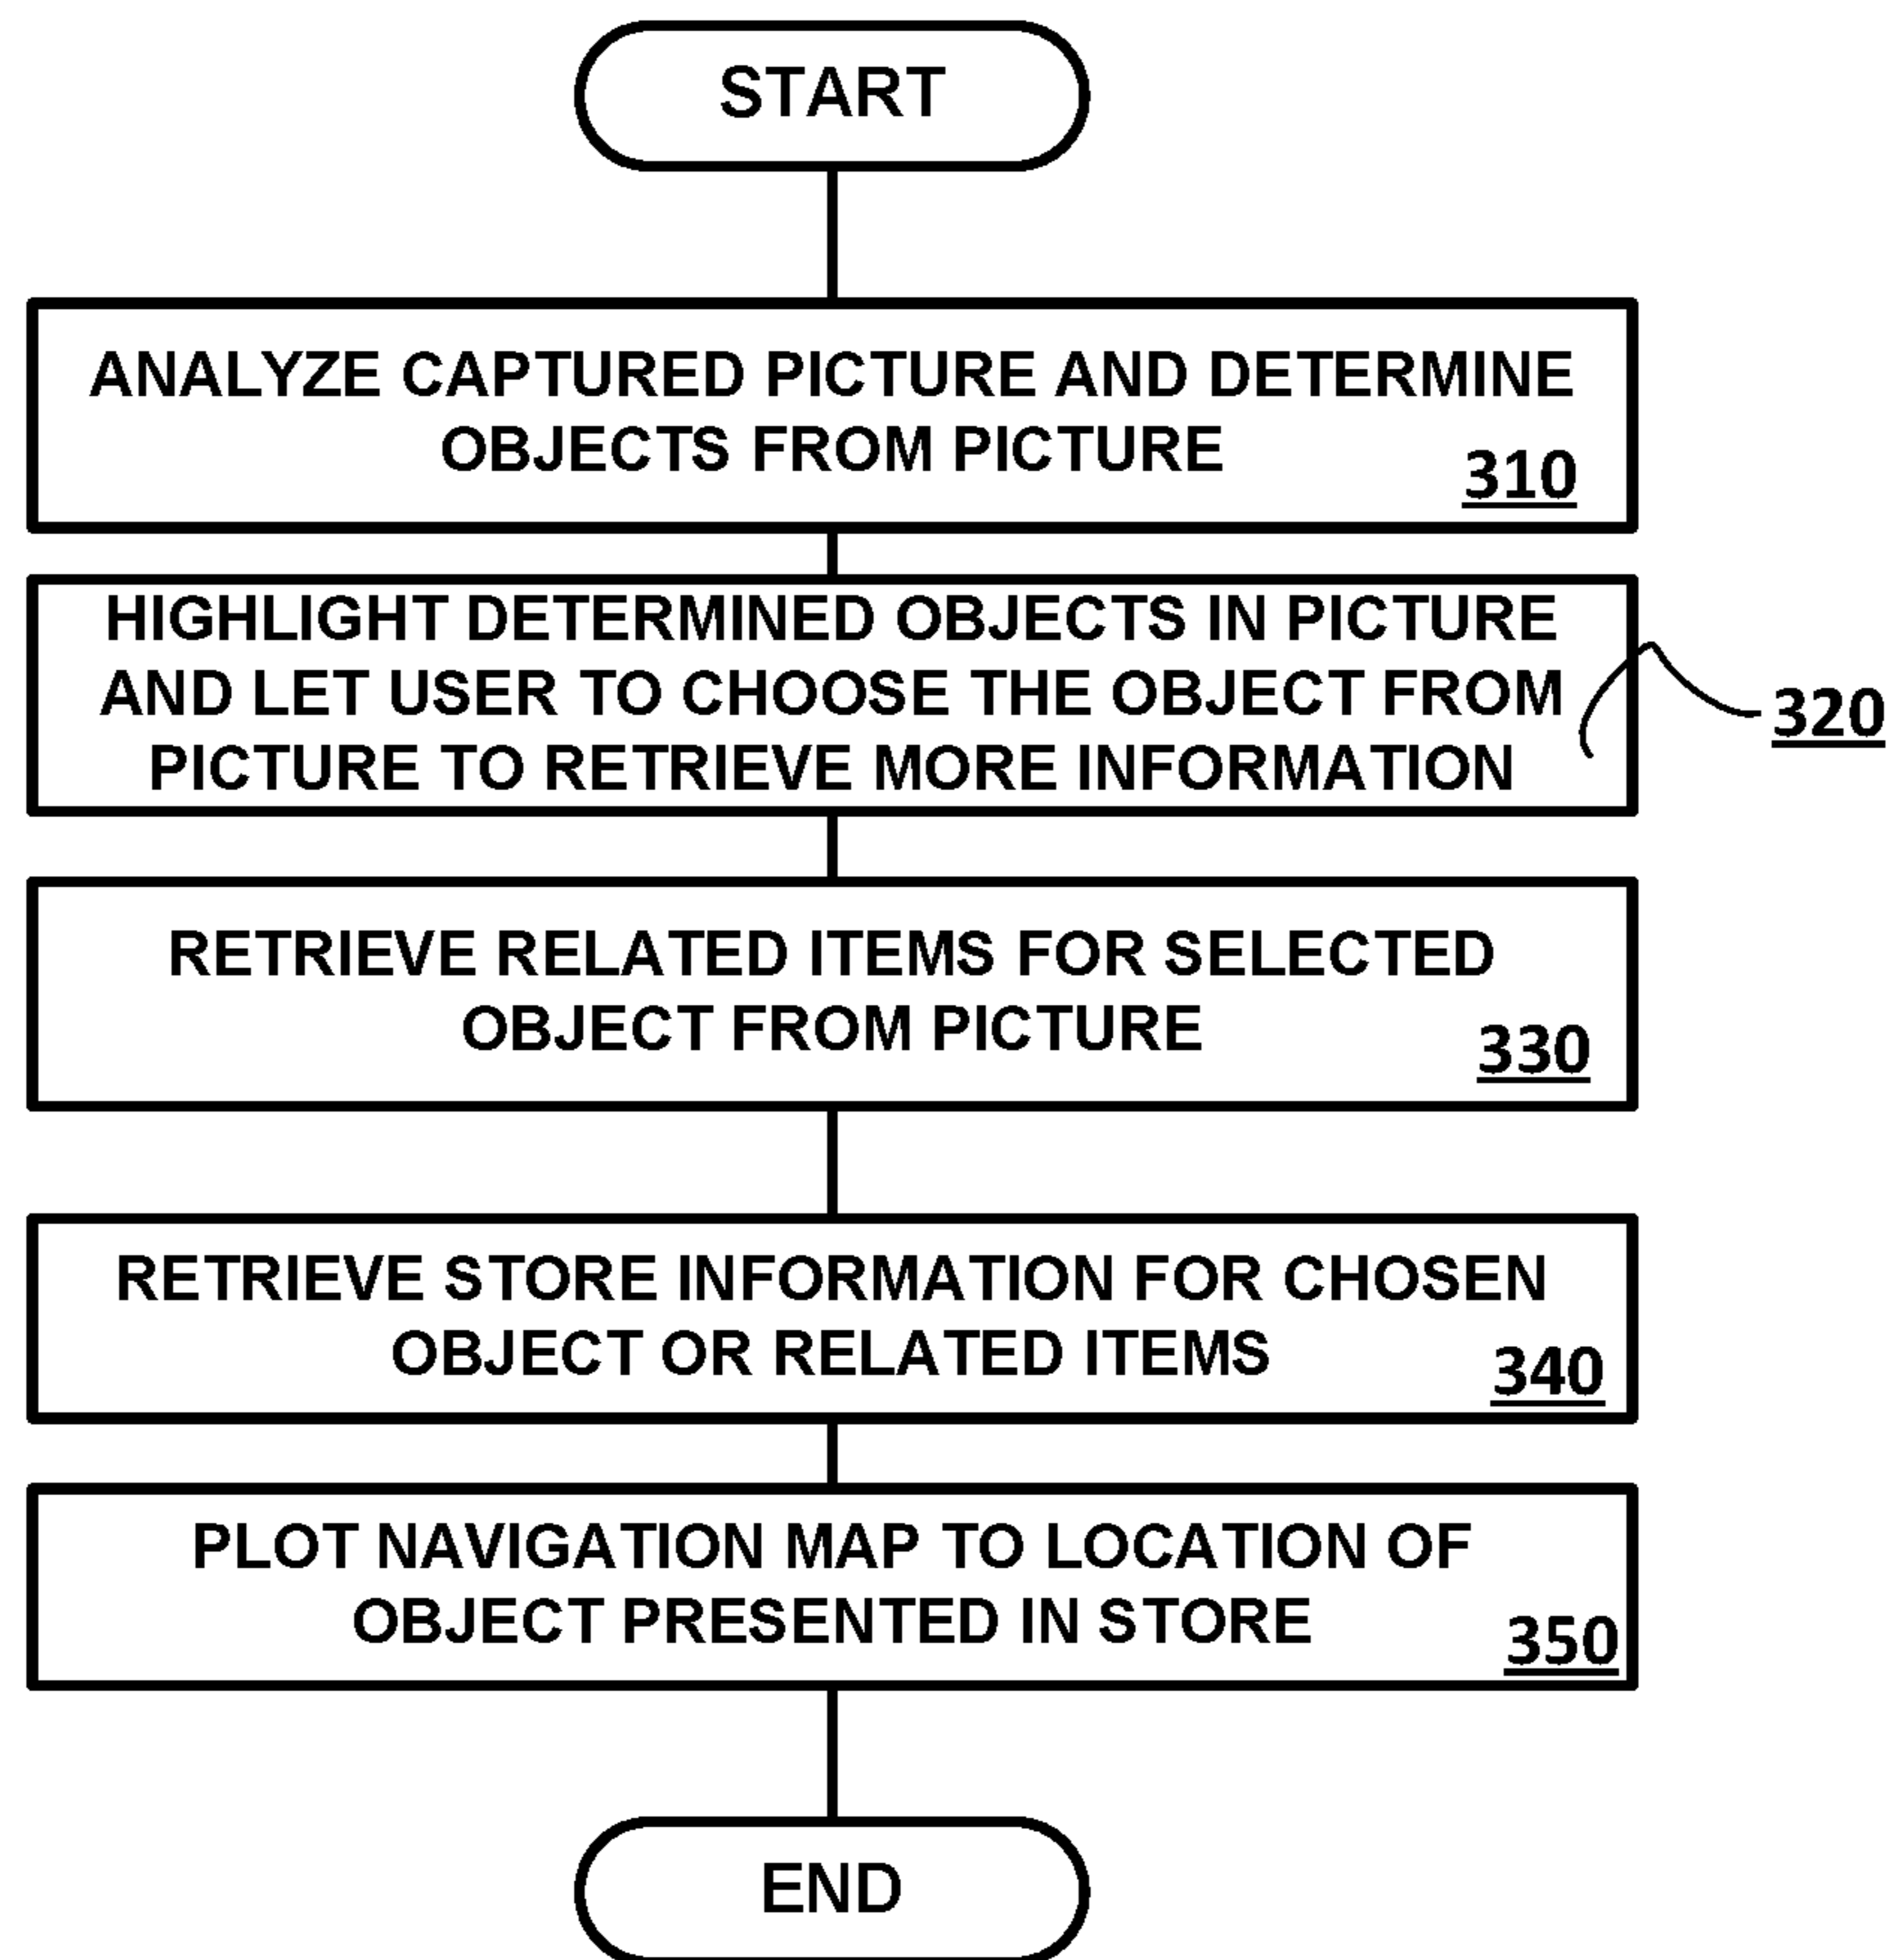 START
ANALYZE CAPTURED PICTURE AND DETERMINE
OBJECTS FROM PICTURE
310
HIGHLIGHT DETERMINED OBJECTS IN PICTURE
AND LET USER TO CHOOSE THE OBJECT FROM
PICTURE TO RETRIEVE MORE INFORMATION
320
RETRIEVE RELATED ITEMS FOR SELECTED
OBJECT FROM PICTURE
330
RETRIEVE STORE INFORMATION FOR CHOSEN
OBJECT OR RELATED ITEMS
340
PLOT NAVIGATION MAP TO LOCATION OF
OBJECT PRESENTED IN STORE
350
END